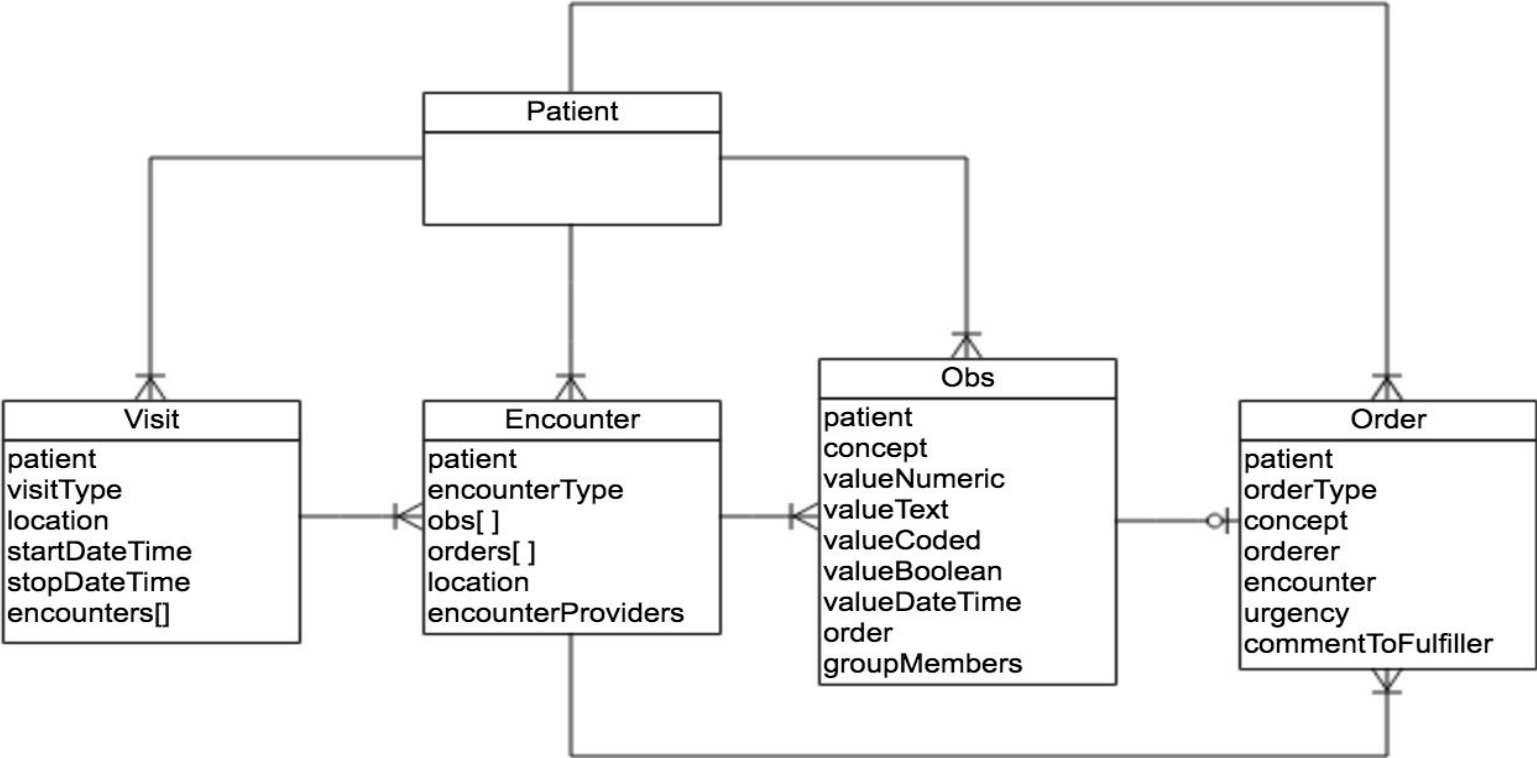 Patient
Visit
patient
visitType
location
startDateTime
stopDateTime
encounters[]
Encounter
patient
encounterType
obs[ ]
orders[ ]
location
encounterProviders
Obs
patient
concept
valueNumeric
valueText
valueCoded
valueBoolean
valueDateTime
order
groupMembers
Order
patient
orderType
concept
orderer
encounter
urgency
commentToFulfiller